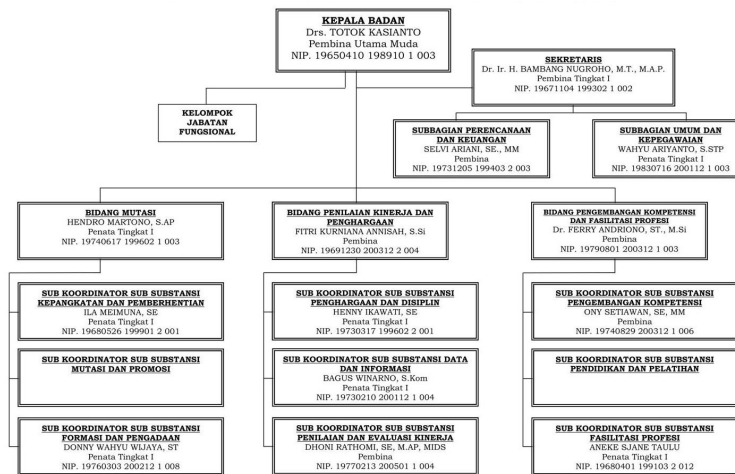 KEPALA BADAN
Drs. TOTOK KASIANTO
Pembina Utama Muda
NIP. 19650410 198910 1 003
SEKRETARIS
Dr. Ir. H. BAMBANG NUGROHO, M.T., M.A.P.
Pembina Tingkat I
NIP. 19671104 199302 1 002
KELOMPOK
JABATAN
FUNGSIONAL
SUBBAGIAN PERENCANAAN
DAN KEUANGAN
SELVI ARIANI, SE., MM
Pembina
NIP. 19731205 199403 2 003
SUBBAGIAN UMUM DAN
KEPEGAWAIAN
WAHYU ARIYANTO, S.STP
Penata Tingkat I
NIP. 19830716 200112 1 003
BIDANG MUTASI
HENDRO MARTONO, S.AP
Penata Tingkat I
NIP. 19740617 199602 1 003
BIDANG PENILAIAN KINERJA DAN
PENGHARGAAN
FITRI KURNIANA ANNISAH, S.Si
Pembina
NIP. 19691230 200312 2 004
BIDANG PENGEMBANGAN KOMPETENSI
DAN FASILITASI PROFESI
Dr. FERRY ANDRIONO, ST., M.Si
Pembina
NIP. 19790801 200312 1 003
SUB KOORDINATOR SUB SUBSTANSI
KEPANGKATAN DAN PEMBERHENTIAN
ILA MEIMUNA, SE
Penata Tingkat I
NIP. 19680526 199901 2 001
SUB KOORDINATOR SUB SUBSTANSI
PENGHARGAAN DAN DISIPLIN
HENNY IKAWATI, SE
Penata Tingkat I
NIP. 19730317 199602 2 001
SUB KOORDINATOR SUB SUBSTANSI
PENGEMBANGAN KOMPETENSI
ONY SETIAWAN, SE, MM
Pembina
NIP. 19740829 200312 1 006
SUB KOORDINATOR SUB SUBSTANSI
MUTASI DAN PROMOSI
SUB KOORDINATOR SUB SUBSTANSI DATA
DAN INFORMASI
BAGUS WINARNO, S.Kom
Penata Tingkat I
NIP. 19730210 200112 1 004
SUB KOORDINATOR SUB SUBSTANSI
PENDIDIKAN DAN PELATIHAN
SUB KOORDINATOR SUB SUBSTANSI
FORMASI DAN PENGADAAN
DONNY WAHYU WIJAYA, ST
Penata Tingkat I
NIP. 19760303 200212 1 008
SUB KOORDINATOR SUB SUBSTANSI
PENILAIAN DAN EVALUASI KINERJA
DHONI RATHOMI, SE, M.AP, MIDS
Pembina
NIP. 19770213 200501 1 004
SUB KOORDINATOR SUB SUBSTANSI
FASILITASI PROFESI
ANEKE SJANE TAULU
Penata Tingkat I
NIP. 19680401 199103 2 012